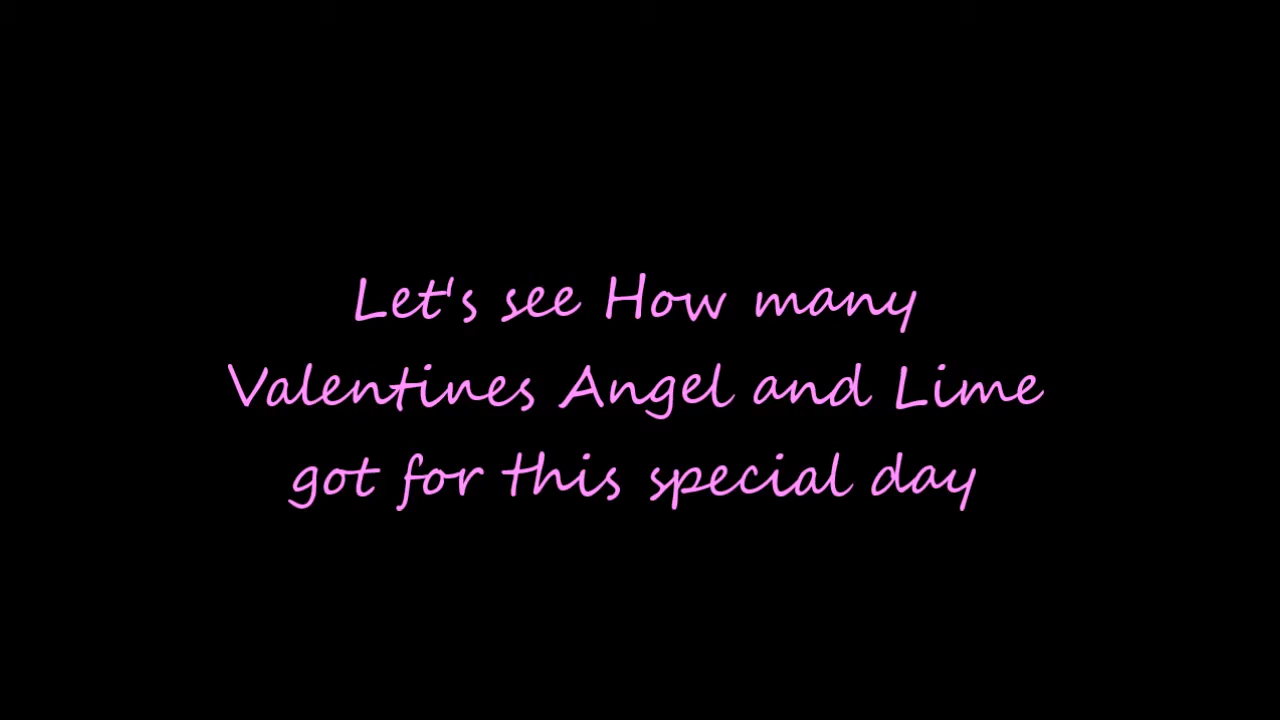 Let's see How many
Valentines Angel and Lime
got for this special day